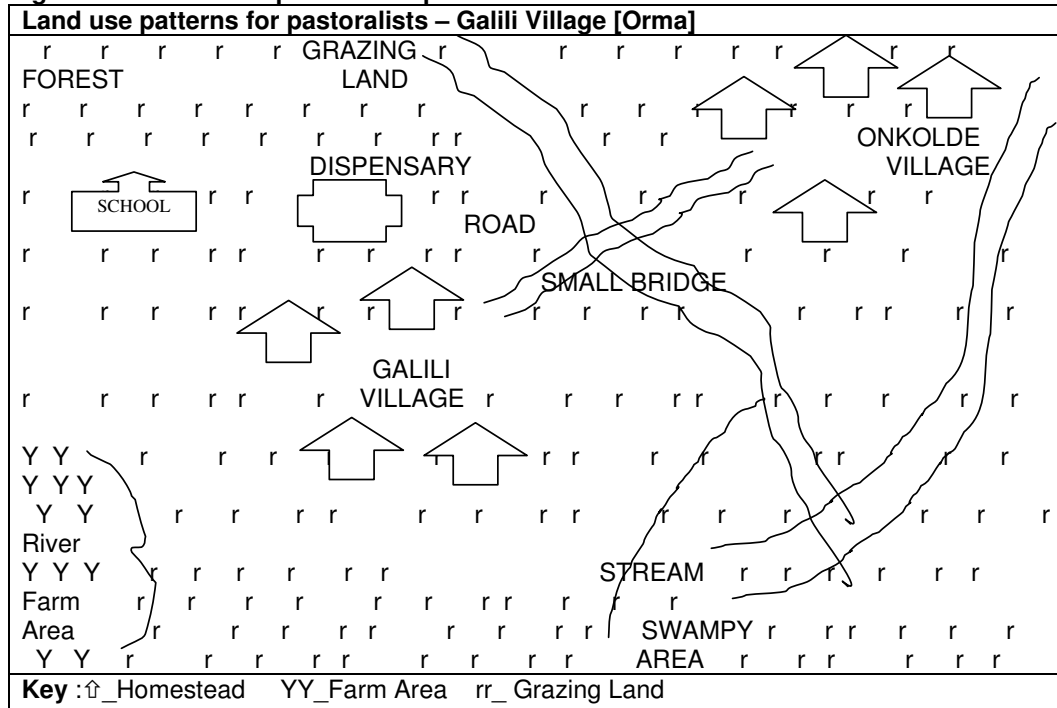 Land use patterns for pastoralists – Galili Village [Orma]
r r r r r GRAZING r r r r r r r r
FOREST LAND
r r r r r r r r r r r r r r
r r r r r r r r r r r ONKOLDE
DISPENSARY VILLAGE
r SCHOOL r r r r r r r r
ROAD
r r r r r r r r r r r r r r
SMALL BRIDGE
r r r r r r r r r r r r r r r r r
GALILI
r r r r r r VILLAGE r r r r r r r r r r
Y Y r r r r r r r r r r r r
Y Y Y
Y Y r r r r r r r r r r r r r r
River
Y Y Y r r r r r r STREAM r r r r r r
Farm r r r r r r r r r r r
Area r r r r r r r r r SWAMPY r r r r r r
Y Y r r r r r r r r r AREA r r r r r r
Key :⇧_Homestead YY_Farm Area rr_ Grazing Land